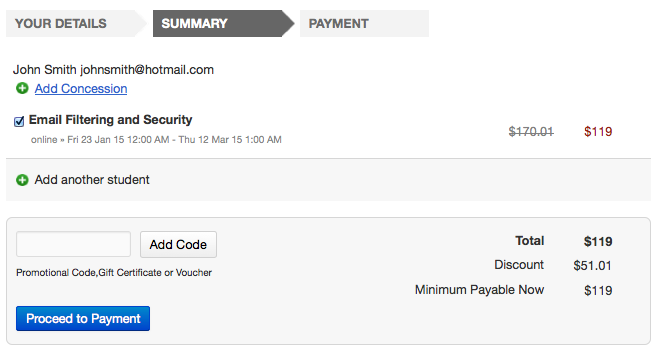 YOUR DETAILS SUMMARY PAYMENT
John Smith johnsmith@hotmail.com
Add Concession
Email Filtering and Security $170.01 $119
online » Fri 23 Jan 15 12:00 AM - Thu 12 Mar 15 1:00 AM
Add another student
Add Code Total $119
Discount $51.01
Promotional Code,Gift Certificate or Voucher
Minimum Payable Now $119
Proceed to Payment